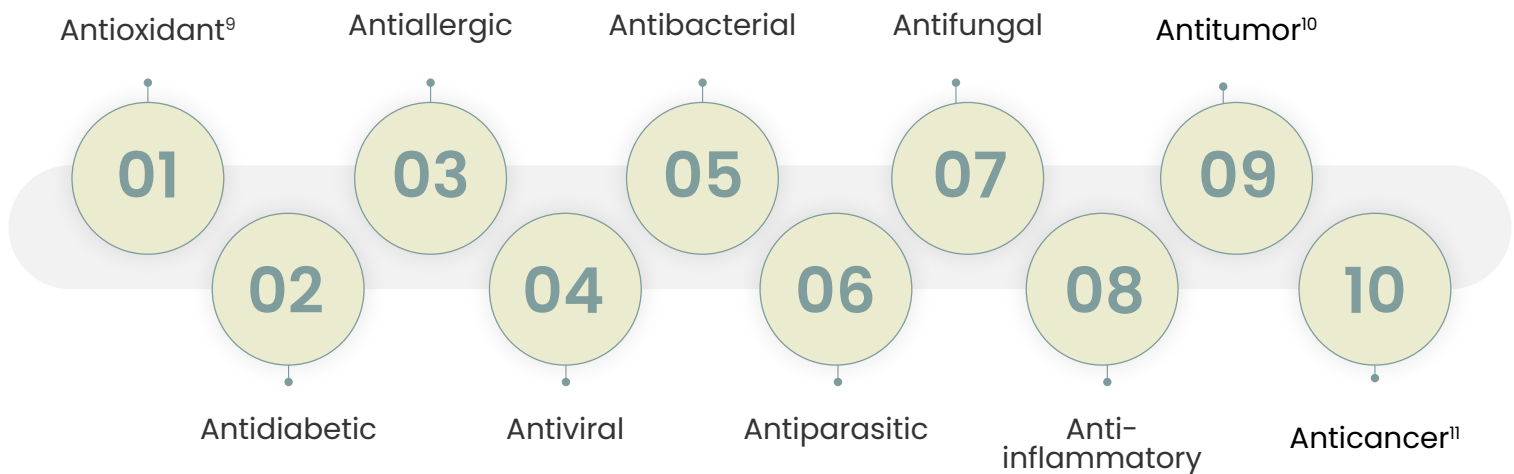 Antioxidant⁹
Antiallergic
Antibacterial
Antifungal
Antitumor¹⁰
01
03
05
07
09
02
04
06
08
10
Antidiabetic
Antiviral
Antiparasitic
Anti-
inflammatory
Anticancer¹¹